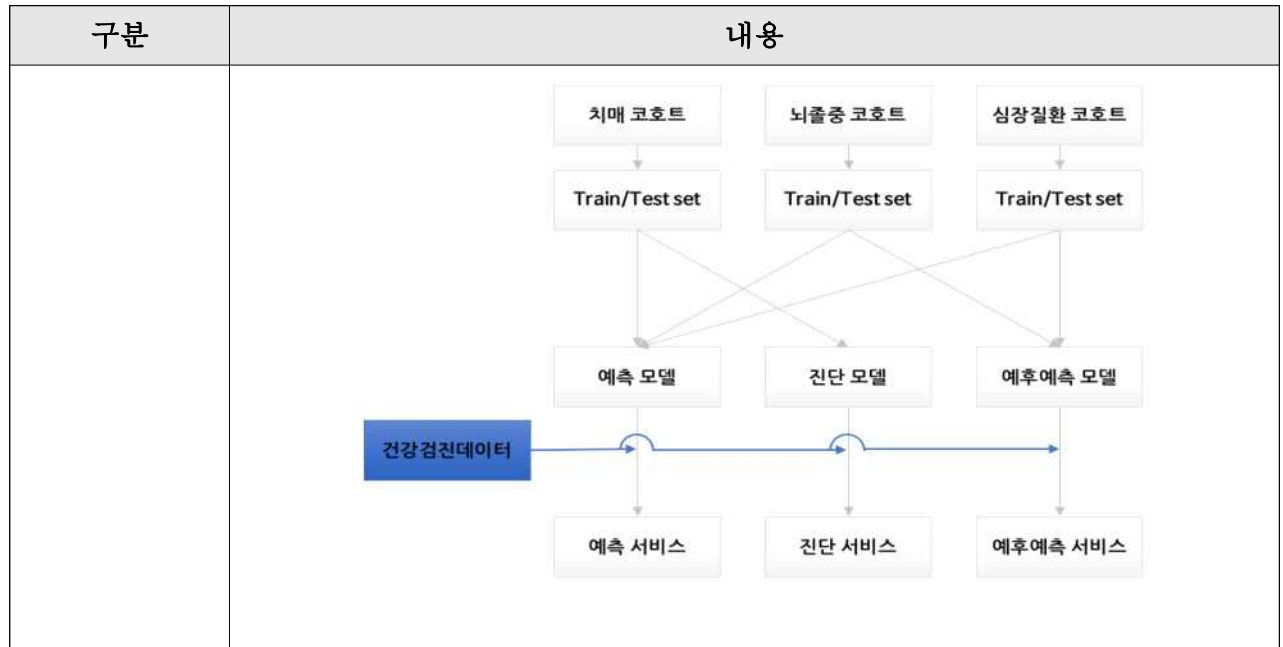 구분
내용
치매 코호트
뇌졸중 코호트
심장질환 코호트
Train/Test set
Train/Test set
Train/Test set
예측 모델
진단 모델
예후예측 모델
건강검진데이터
예측 서비스
진단 서비스
예후예측 서비스